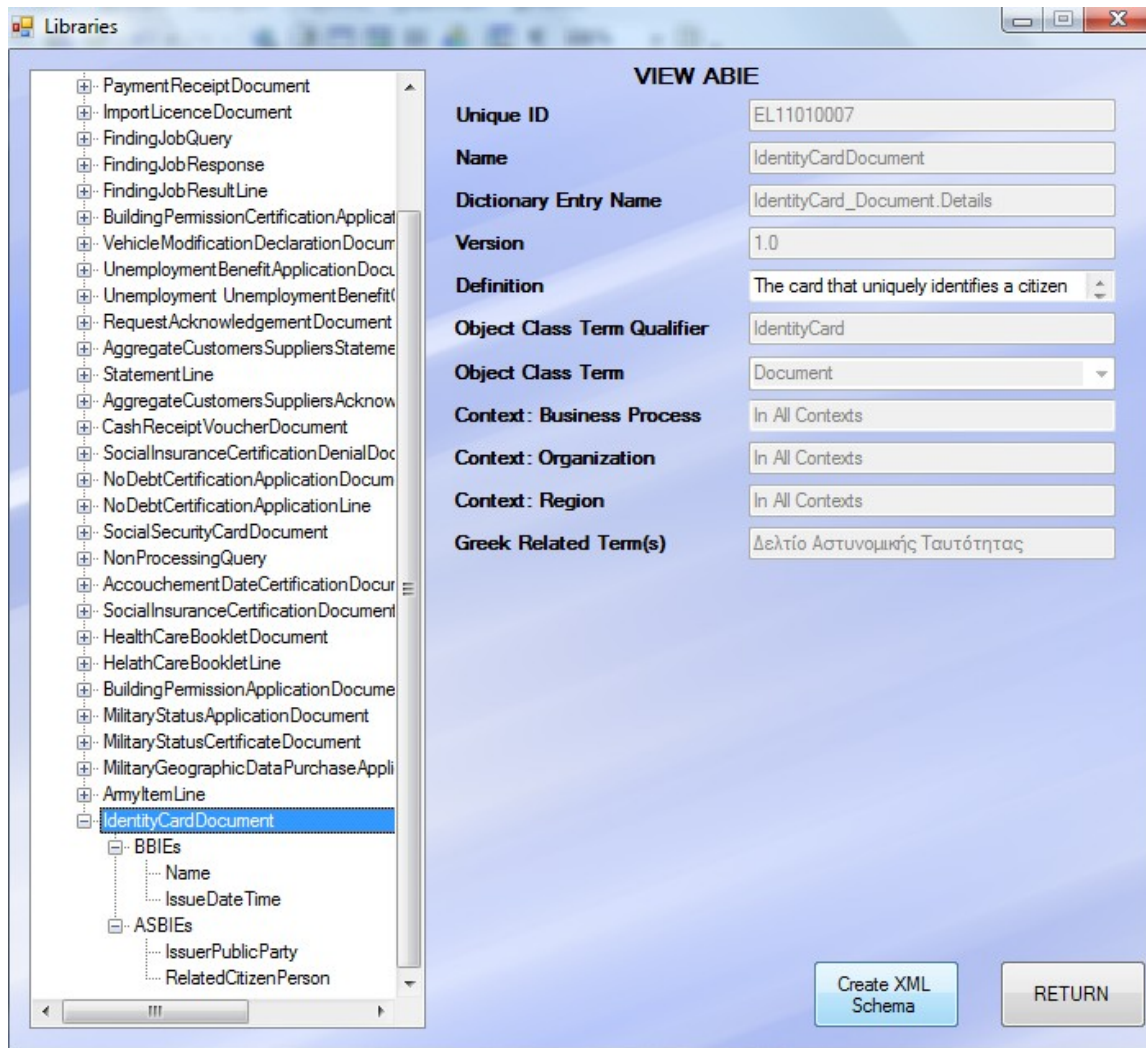 Libraries
PaymentReceiptDocument
ImportLicenceDocument
FindingJobQuery
FindingJobResponse
FindingJobResultLine
BuildingPermissionCertificationApplicat
VehicleModificationDeclarationDocum
UnemploymentBenefitApplicationDocu
Unemployment UnemploymentBenefit(
RequestAcknowledgementDocument
AggregateCustomersSuppliersStateme
StatementLine
AggregateCustomersSuppliersAcknow
CashReceiptVoucherDocument
SocialInsuranceCertificationDenialDoc
NoDebtCertificationApplicationDocum
NoDebtCertificationApplicationLine
SocialSecurityCardDocument
NonProcessingQuery
AccouchementDateCertificationDocur
SocialInsuranceCertificationDocument
HealthCareBookletDocument
HelathCareBookletLine
BuildingPermissionApplicationDocume
MilitaryStatusApplicationDocument
MilitaryStatusCertificateDocument
MilitaryGeographicDataPurchaseAppli
ArmyItemLine
IdentityCardDocument
BBIEs
Name
IssueDateTime
ASBIEs
IssuerPublicParty
RelatedCitizenPerson
VIEW ABIE
Unique ID EL11010007
Name IdentityCardDocument
Dictionary Entry Name IdentityCard_Document.Details
Version 1.0
Definition The card that uniquely identifies a citizen
Object Class Term Qualifier IdentityCard
Object Class Term Document
Context: Business Process In All Contexts
Context: Organization In All Contexts
Context: Region In All Contexts
Greek Related Term(s) Δελτίο Αστυνομικής Ταυτότητας
Create XML
Schema
RETURN